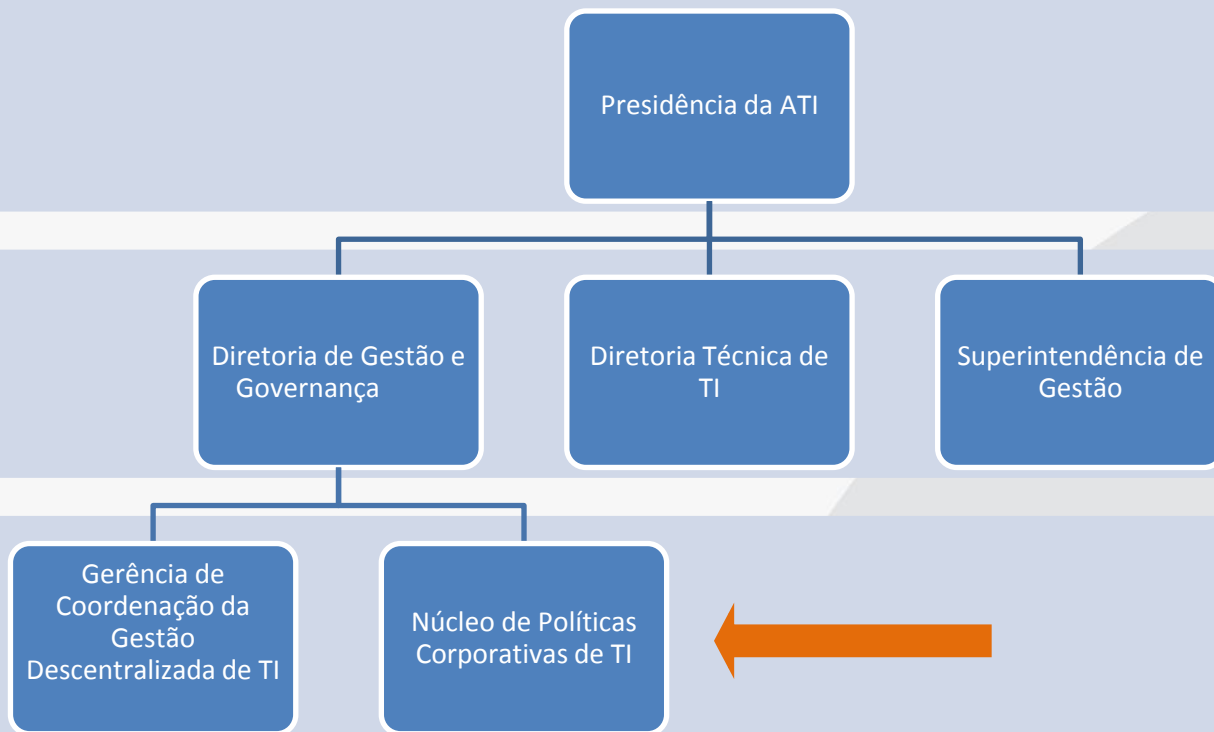 Presidência da ATI
Diretoria de Gestão e
Governança
Diretoria Técnica de
TI
Superintendência de
Gestão
Gerência de
Coordenação da
Gestão
Descentralizada de TI
Núcleo de Políticas
Corporativas de TI